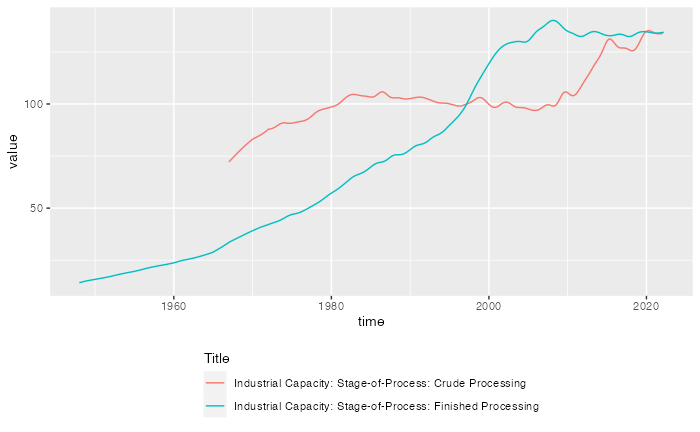 100
50
value
1960 1980 2000 2020
time
Title
Industrial Capacity: Stage-of-Process: Crude Processing
Industrial Capacity: Stage-of-Process: Finished Processing